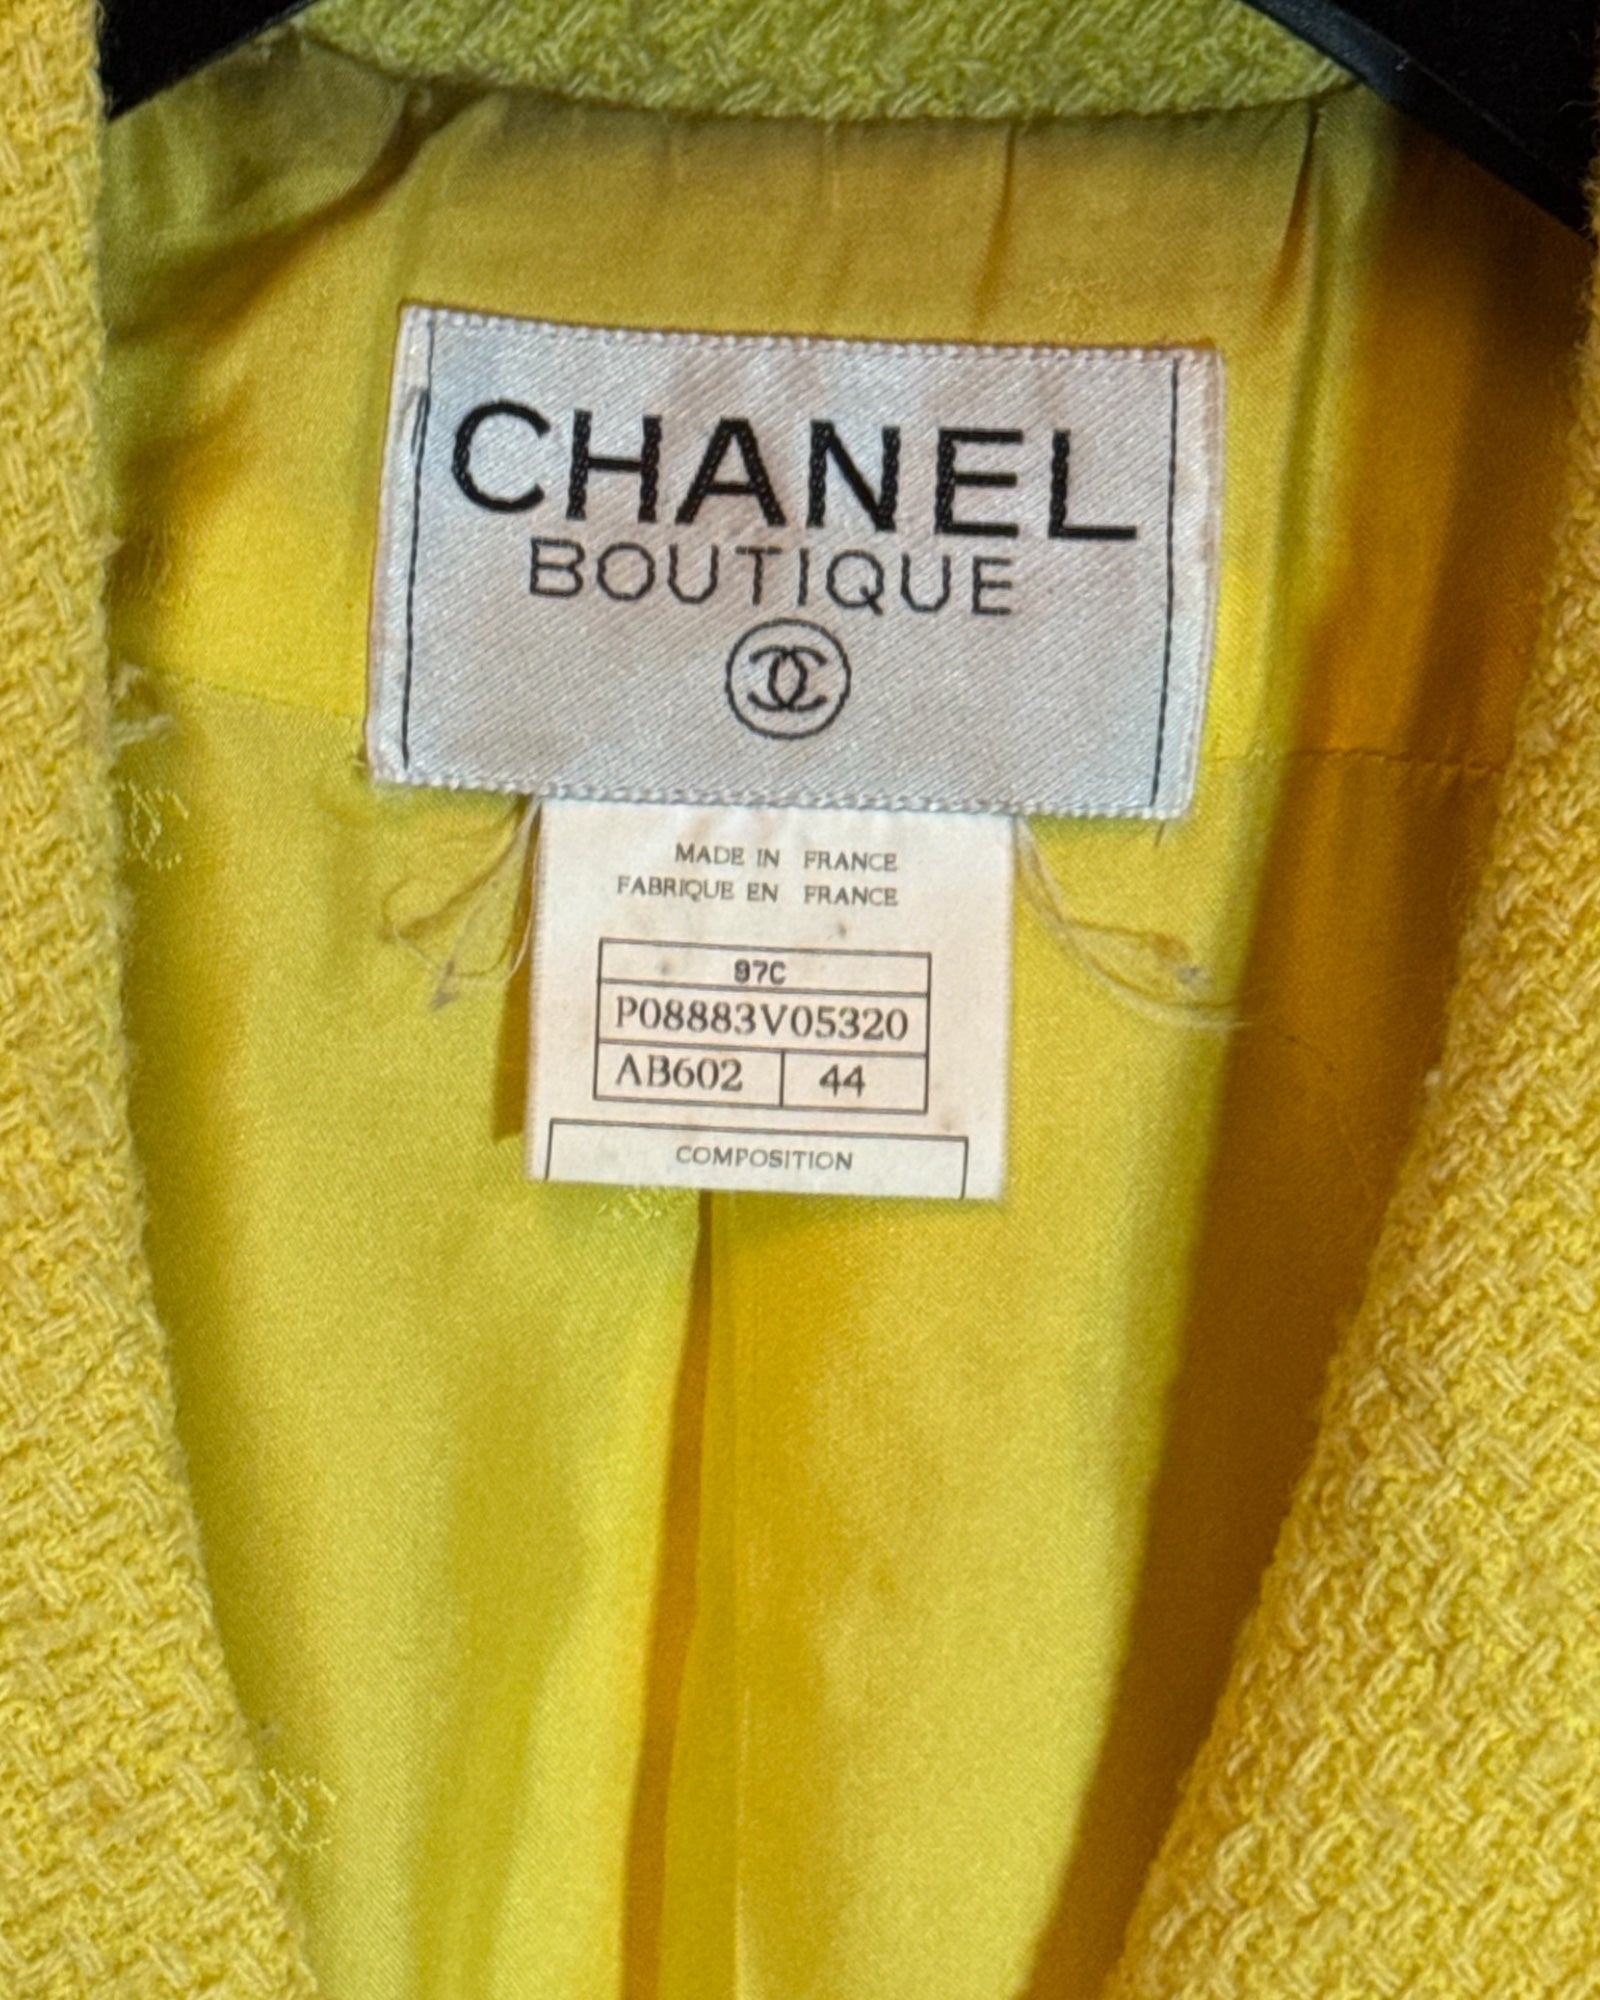 CHANEL
BOUTIQUE
MADE IN FRANCE
FABRIQUE EN FRANCE
97C
P08883V05320
AB602 44
COMPOSITION